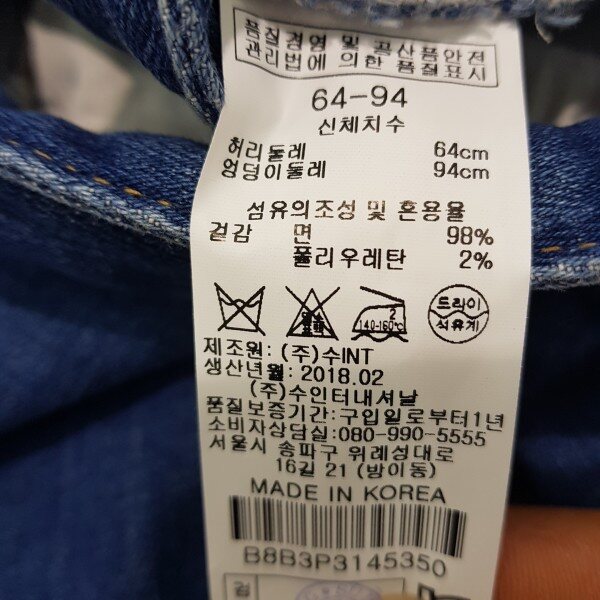 품질경영 및 공산품안전
관리법에 의한 품질표시
64-94
신체치수
허리둘레 64cm
엉덩이둘레 94cm
섬유의조성 및 혼용율
겉감 면 98%
폴리우레탄 2%
2
140-160℃
드라이
석유계
제조원: (주)수INT
생산년월: 2018.02
(주)수인터내셔날
품질보증기간: 구입일로부터1년
소비자상담실:080-990-5555
서울시 송파구 위례성대로
16길 21 (방이동)
MADE IN KOREA
B8B3P3145350
검